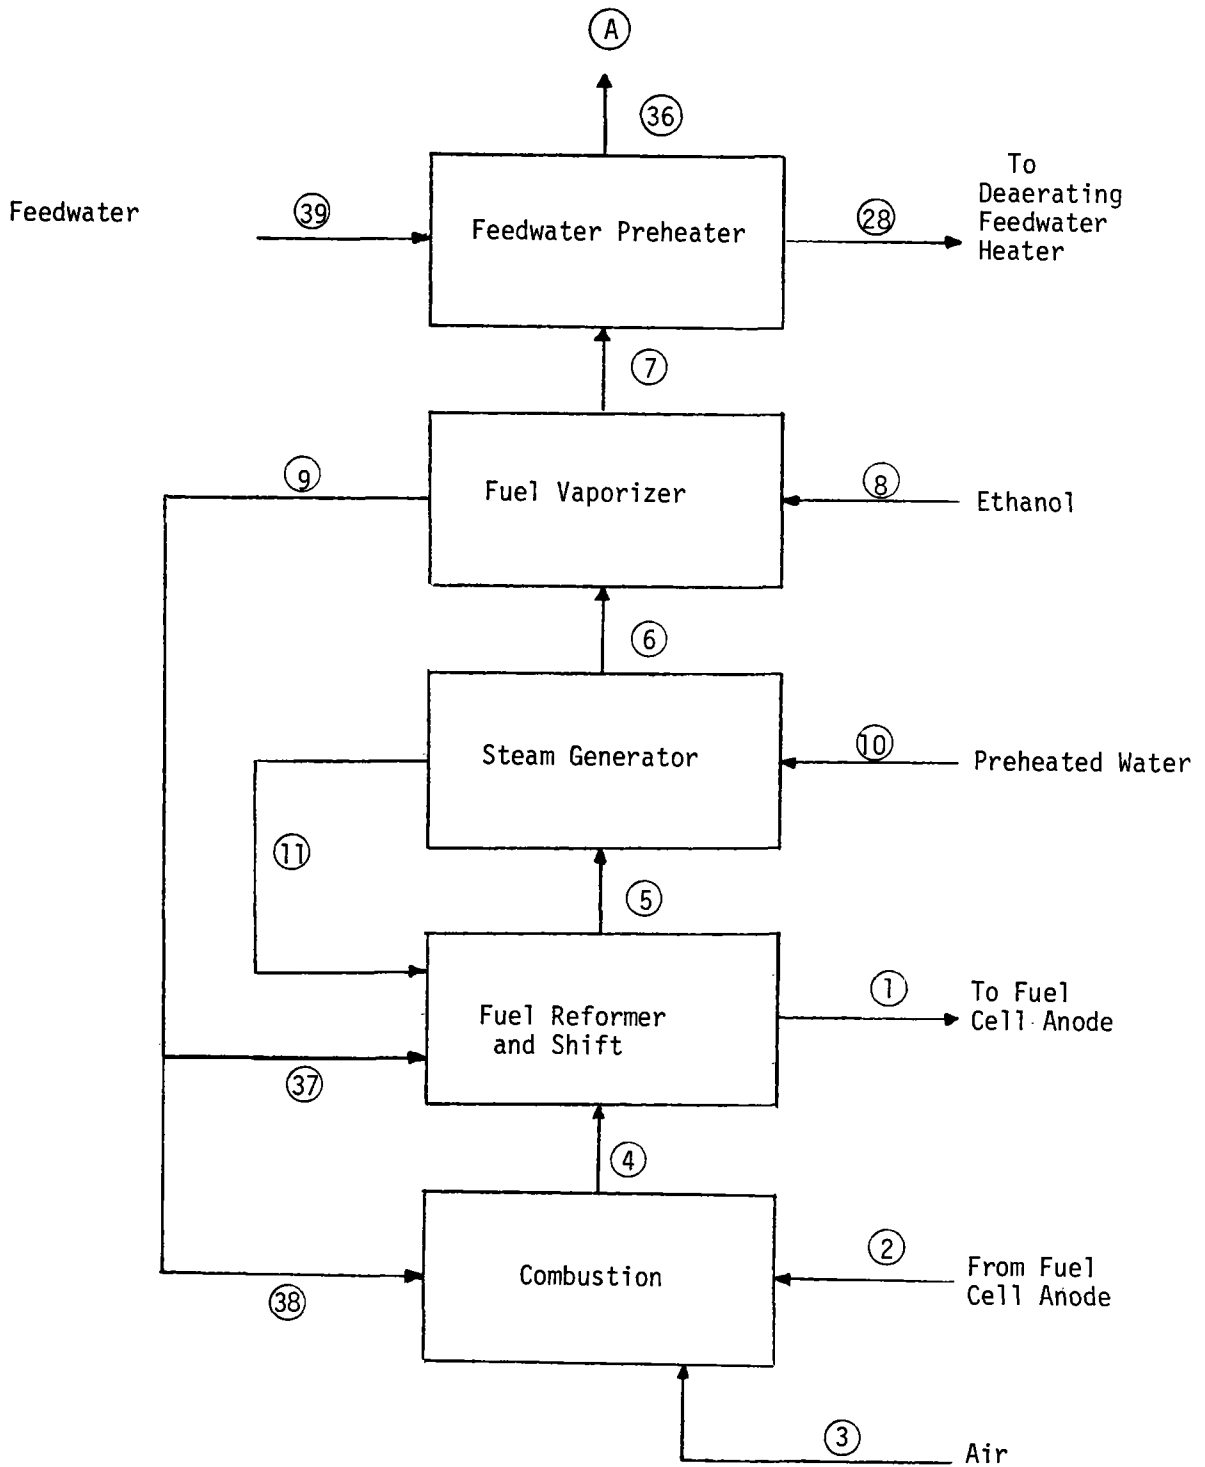 A
36
To
Deaerating
Feedwater
Heater
Feedwater
39
Feedwater Preheater
28
7
9
Fuel Vaporizer
8
Ethanol
6
Steam Generator
10
Preheated Water
11
5
Fuel Reformer
and Shift
1
To Fuel
Cell Anode
37
4
Combustion
2
From Fuel
Cell Anode
38
3
Air